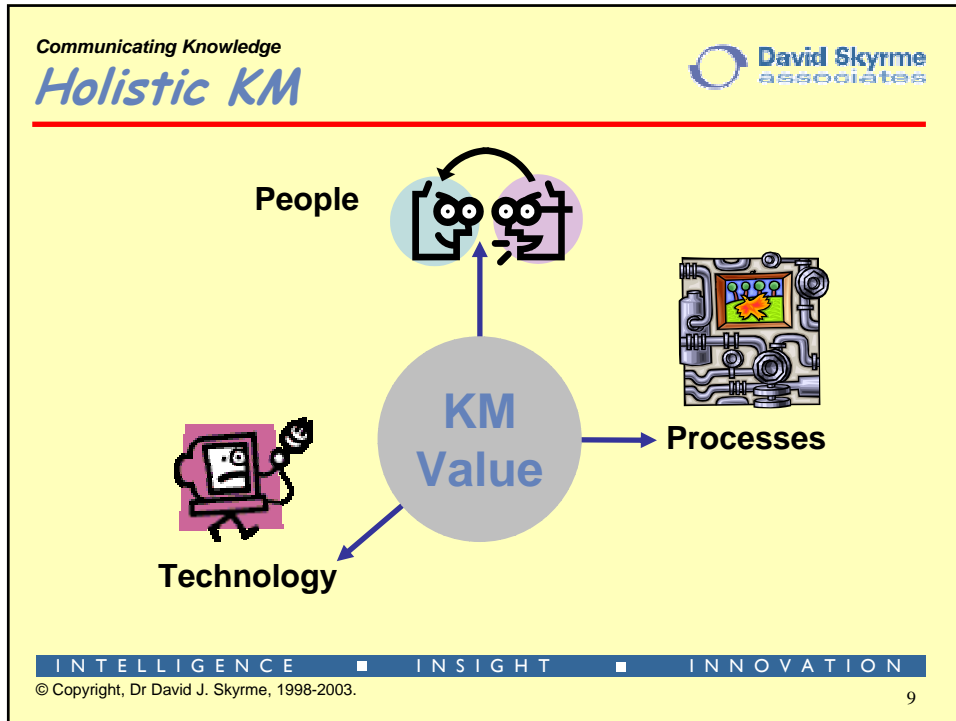 Communicating Knowledge
Holistic KM
David Skyrme
associates
People
KM
Value
Processes
Technology
INTELLIGENCE ■ INSIGHT ■ INNOVATION
© Copyright, Dr David J. Skyrme, 1998-2003.
9